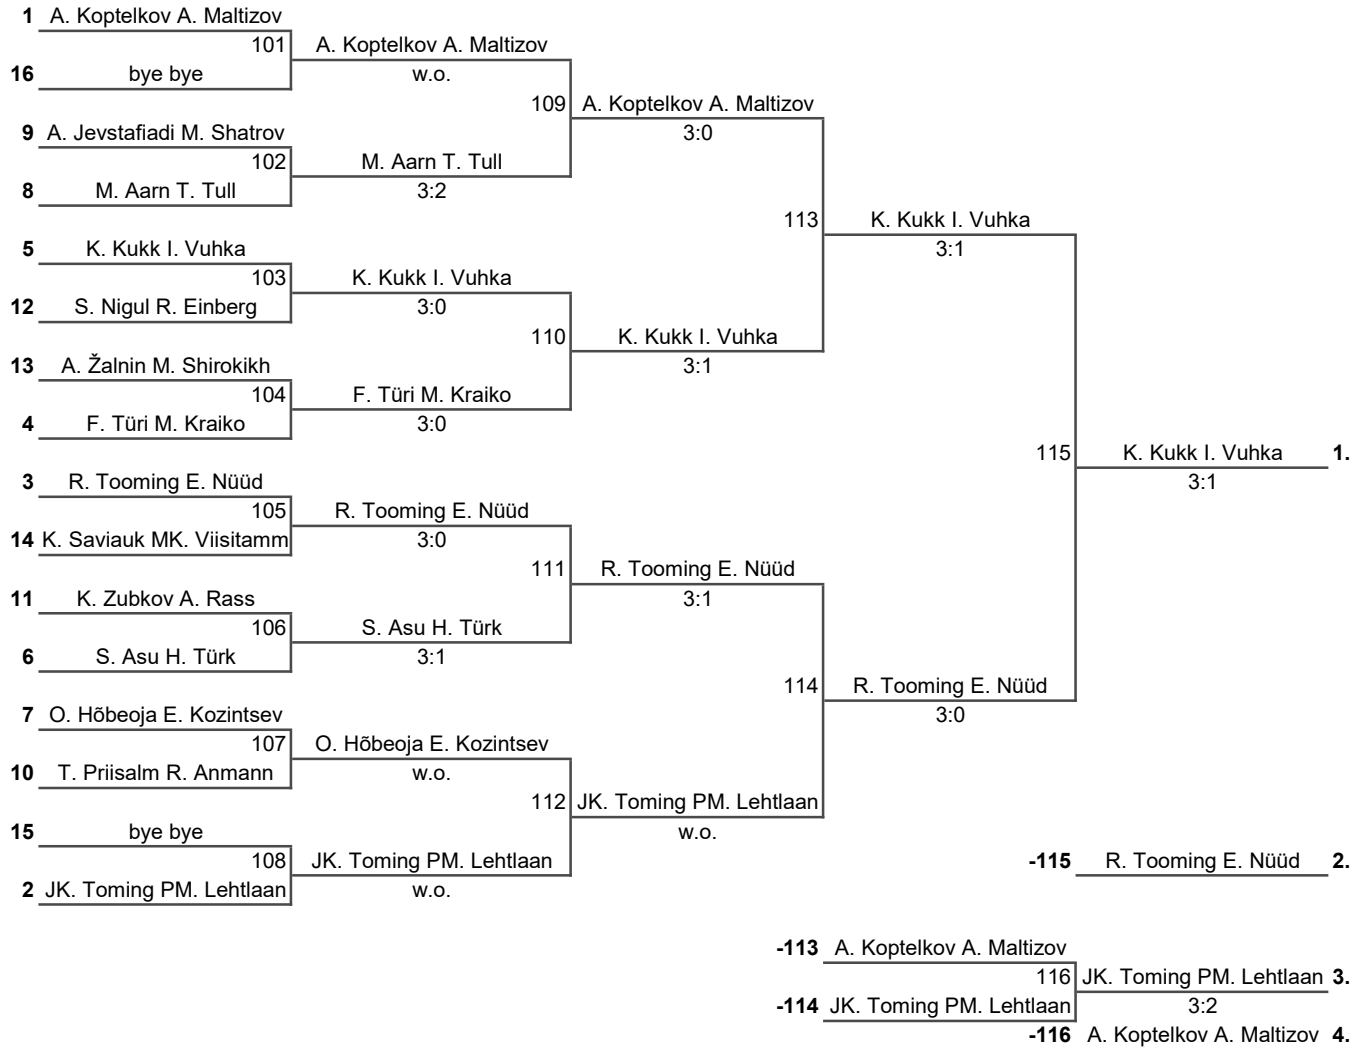 1 A. Koptelkov A. Maltizov
101 A. Koptelkov A. Maltizov
16 bye bye w.o.
109 A. Koptelkov A. Maltizov
9 A. Jevstafiadi M. Shatrov 3:0
102 M. Aarn T. Tull
8 M. Aarn T. Tull 3:2
113 K. Kukk I. Vuhka
5 K. Kukk I. Vuhka 3:1
103 K. Kukk I. Vuhka
12 S. Nigul R. Einberg 3:0
110 K. Kukk I. Vuhka
13 A. Žalnin M. Shirokikh 3:1
104 F. Türi M. Kraiko
4 F. Türi M. Kraiko 3:0
115 K. Kukk I. Vuhka 1.
3 R. Tooming E. Nüüd 3:1
105 R. Tooming E. Nüüd
14 K. Saviauk MK. Viisitamm 3:0
111 R. Tooming E. Nüüd
11 K. Zubkov A. Rass 3:1
106 S. Asu H. Türk
6 S. Asu H. Türk 3:1
114 R. Tooming E. Nüüd
7 O. Hõbeoja E. Kozintsev 3:0
107 O. Hõbeoja E. Kozintsev
10 T. Priisalm R. Anmann w.o.
112 JK. Toming PM. Lehtlaan
15 bye bye w.o.
108 JK. Toming PM. Lehtlaan -115 R. Tooming E. Nüüd 2.
2 JK. Toming PM. Lehtlaan w.o.
-113 A. Koptelkov A. Maltizov
116 JK. Toming PM. Lehtlaan 3.
-114 JK. Toming PM. Lehtlaan 3:2
-116 A. Koptelkov A. Maltizov 4.